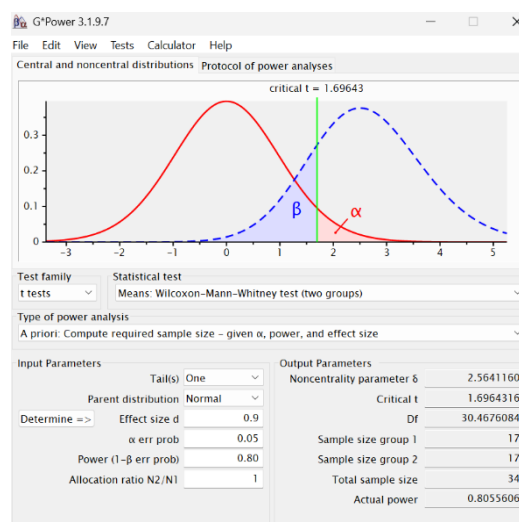 G*Power 3.1.9.7
File Edit View Tests Calculator Help
Central and noncentral distributions Protocol of power analyses
critical t = 1.69643
0.3
0.2
0.1
0
β
α
-3 -2 -1 0 1 2 3 4 5
Test family Statistical test
t tests Means: Wilcoxon-Mann-Whitney test (two groups)
Type of power analysis
A priori: Compute required sample size - given α, power, and effect size
Input Parameters Output Parameters
Tail(s) One Noncentrality parameter δ 2.5641160
Parent distribution Normal Critical t 1.6964316
Determine => Effect size d 0.9 Df 30.4676084
α err prob 0.05 Sample size group 1 17
Power (1-β err prob) 0.80 Sample size group 2 17
Allocation ratio N2/N1 1 Total sample size 34
Actual power 0.8055606